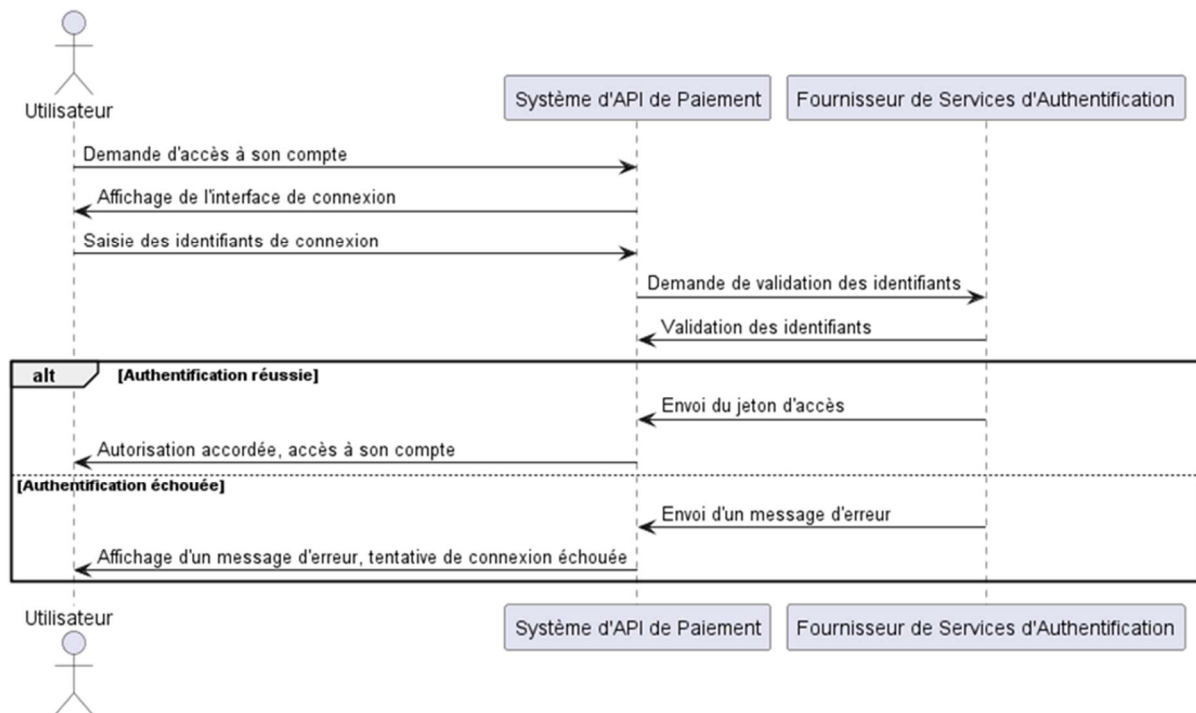 Utilisateur
Système d'API de Paiement
Fournisseur de Services d'Authentification
Demande d'accès à son compte
Affichage de l'interface de connexion
Saisie des identifiants de connexion
Demande de validation des identifiants
Validation des identifiants
alt [Authentification réussie]
Envoi du jeton d'accès
Autorisation accordée, accès à son compte
[Authentification échouée]
Envoi d'un message d'erreur
Affichage d'un message d'erreur, tentative de connexion échouée
Utilisateur
Système d'API de Paiement
Fournisseur de Services d'Authentification